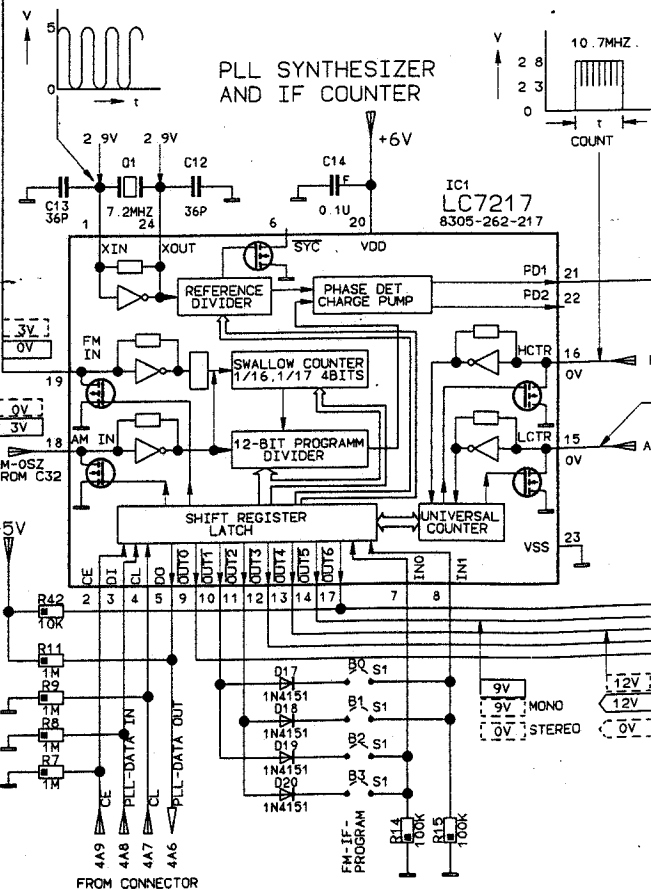 V
5
0
t
PLL SYNTHESIZER
AND IF COUNTER
V
10.7MHZ.
2 8
2 3
0
t
COUNT
+6V
2 9V
2 9V
Q1
C12
C13
36P
7.2MHZ
36P
C14
F
0.1U
IC1
LC7217
8305-262-217
1
24
6
20
XIN
XOUT
SYC
VDD
REFERENCE
DIVIDER
PHASE DET
CHARGE PUMP
PD1
21
PD2
22
3V
0V
FM
IN
19
SWALLOW COUNTER
1/16,1/17 4BITS
HCTR
16
0V
0V
3V
18
AM IN
12-BIT PROGRAMM
DIVIDER
LCTR
15
0V
A
M-OSZ
ROM C32
SHIFT REGISTER
LATCH
UNIVERSAL
COUNTER
VSS
23
5V
CE
DI
CL
DO
OUT0
OUT1
OUT2
OUT3
OUT4
OUT5
OUT6
IN0
IN1
2
3
4
5
9
10
11
12
13
14
17
7
8
R42
10K
R11
1M
R9
1M
R8
1M
R7
1M
D17
1N4151
B0
S1
D18
1N4151
B1
S1
D19
1N4151
B2
S1
D20
1N4151
B3
S1
9V
9V
MONO
0V
STEREO
12V
12V
0V
CE
PLL-DATA IN
CL
PLL-DATA OUT
4A9
4A8
4A7
4A6
FM-IF-
PROGRAM
R14
100K
R15
100K
FROM CONNECTOR